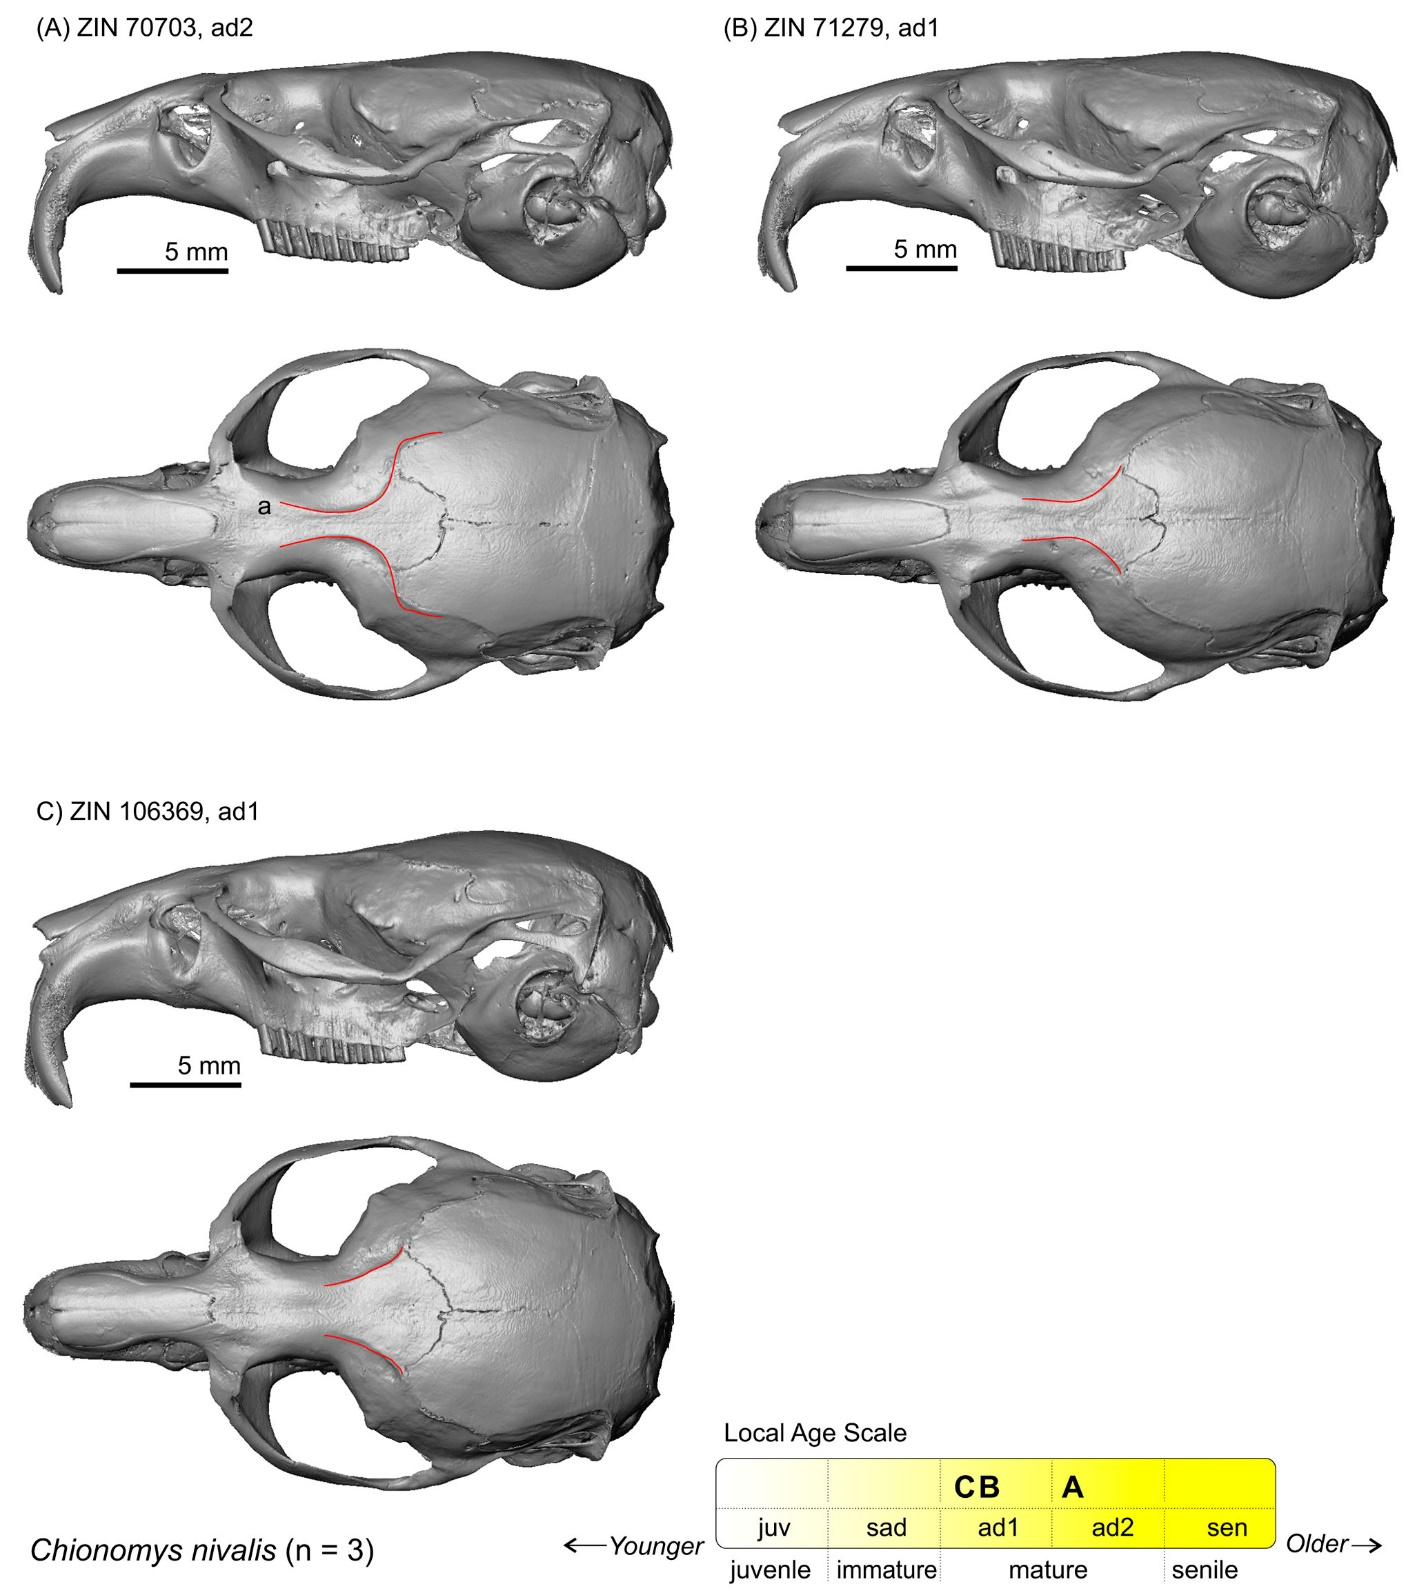 (A) ZIN 70703, ad2
(B) ZIN 71279, ad1
5 mm
5 mm
a
C) ZIN 106369, ad1
5 mm
Local Age Scale
C B A
juv sad ad1 ad2 sen
←Younger Older→
juvenle immature mature senile
Chionomys nivalis (n = 3)